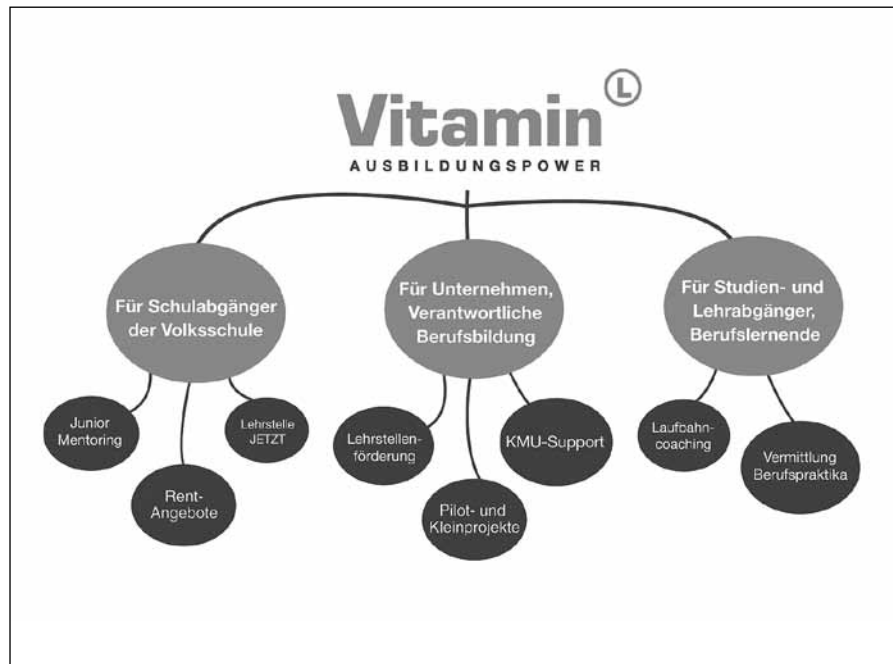 Vitamin L
AUSBILDUNGSPOWER
Für Schulabgänger
der Volksschule
Für Unternehmen,
Verantwortliche
Berufsbildung
Für Studien- und
Lehrabgänger,
Berufslernende
Junior
Mentoring
Rent-
Angebote
Lehrstelle
JETZT
Lehrstellen-
förderung
Pilot- und
Kleinprojekte
KMU-Support
Laufbahn-
coaching
Vermittlung
Berufspraktika